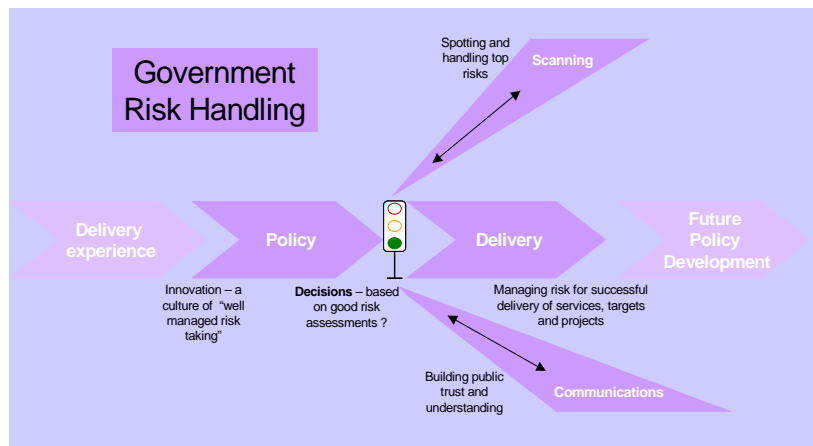 Government
Risk Handling
Spotting and
handling top
risks
Scanning
Delivery
experience
Policy
Delivery
Future
Policy
Development
Innovation – a
culture of  “well
managed risk
taking”
Decisions – based
on good risk
assessments ?
Managing risk for successful
delivery of services, targets
and projects
Building public
trust and
understanding
Communications